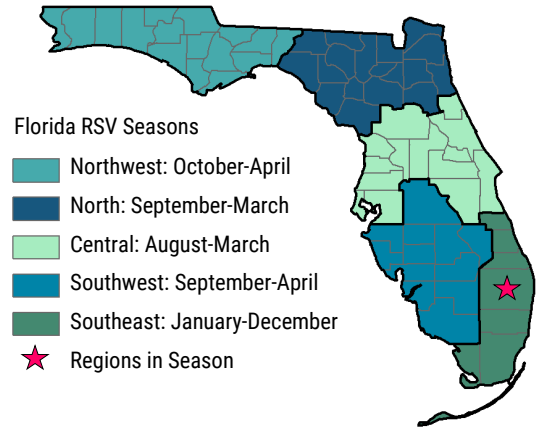 Florida RSV Seasons
Northwest: October-April
North: September-March
Central: August-March
Southwest: September-April
Southeast: January-December
Regions in Season